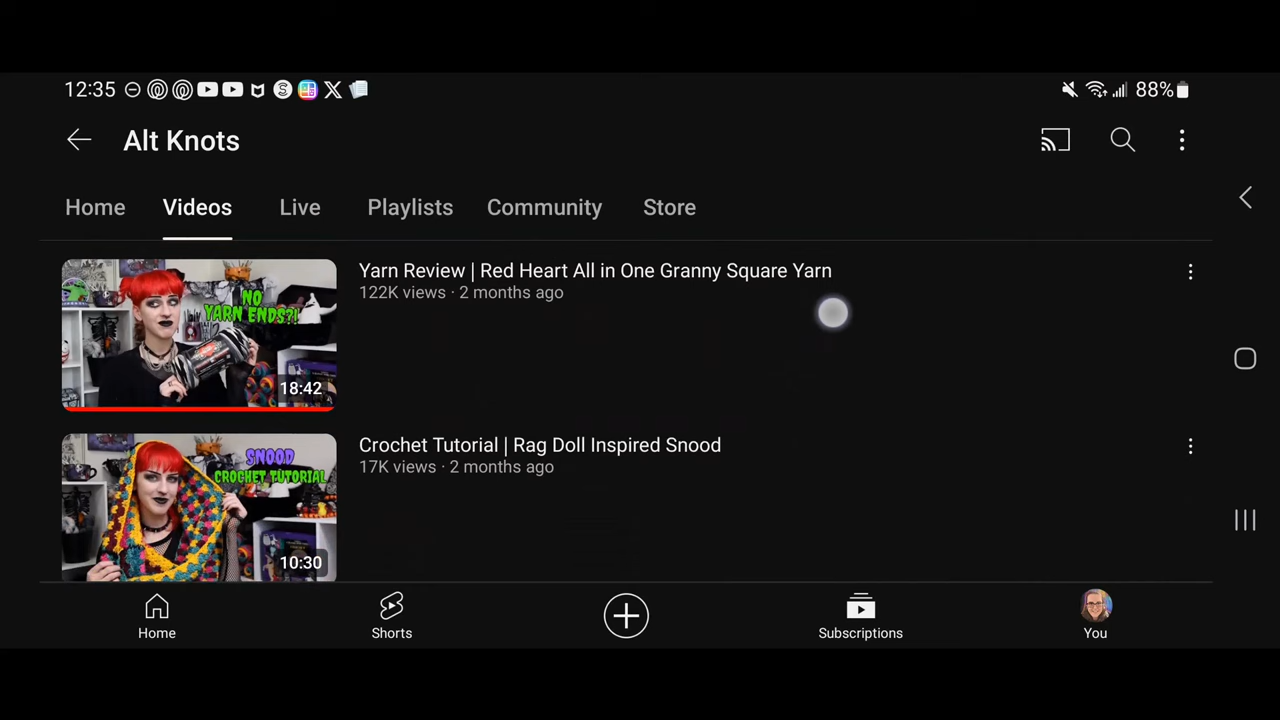 12:35
88%
Alt Knots
Home Videos Live Playlists Community Store
NO
YARN ENDS?!
18:42
Yarn Review | Red Heart All in One Granny Square Yarn
122K views · 2 months ago
SNOOD
CROCHET TUTORIAL
10:30
Crochet Tutorial | Rag Doll Inspired Snood
17K views · 2 months ago
Home Shorts Subscriptions You